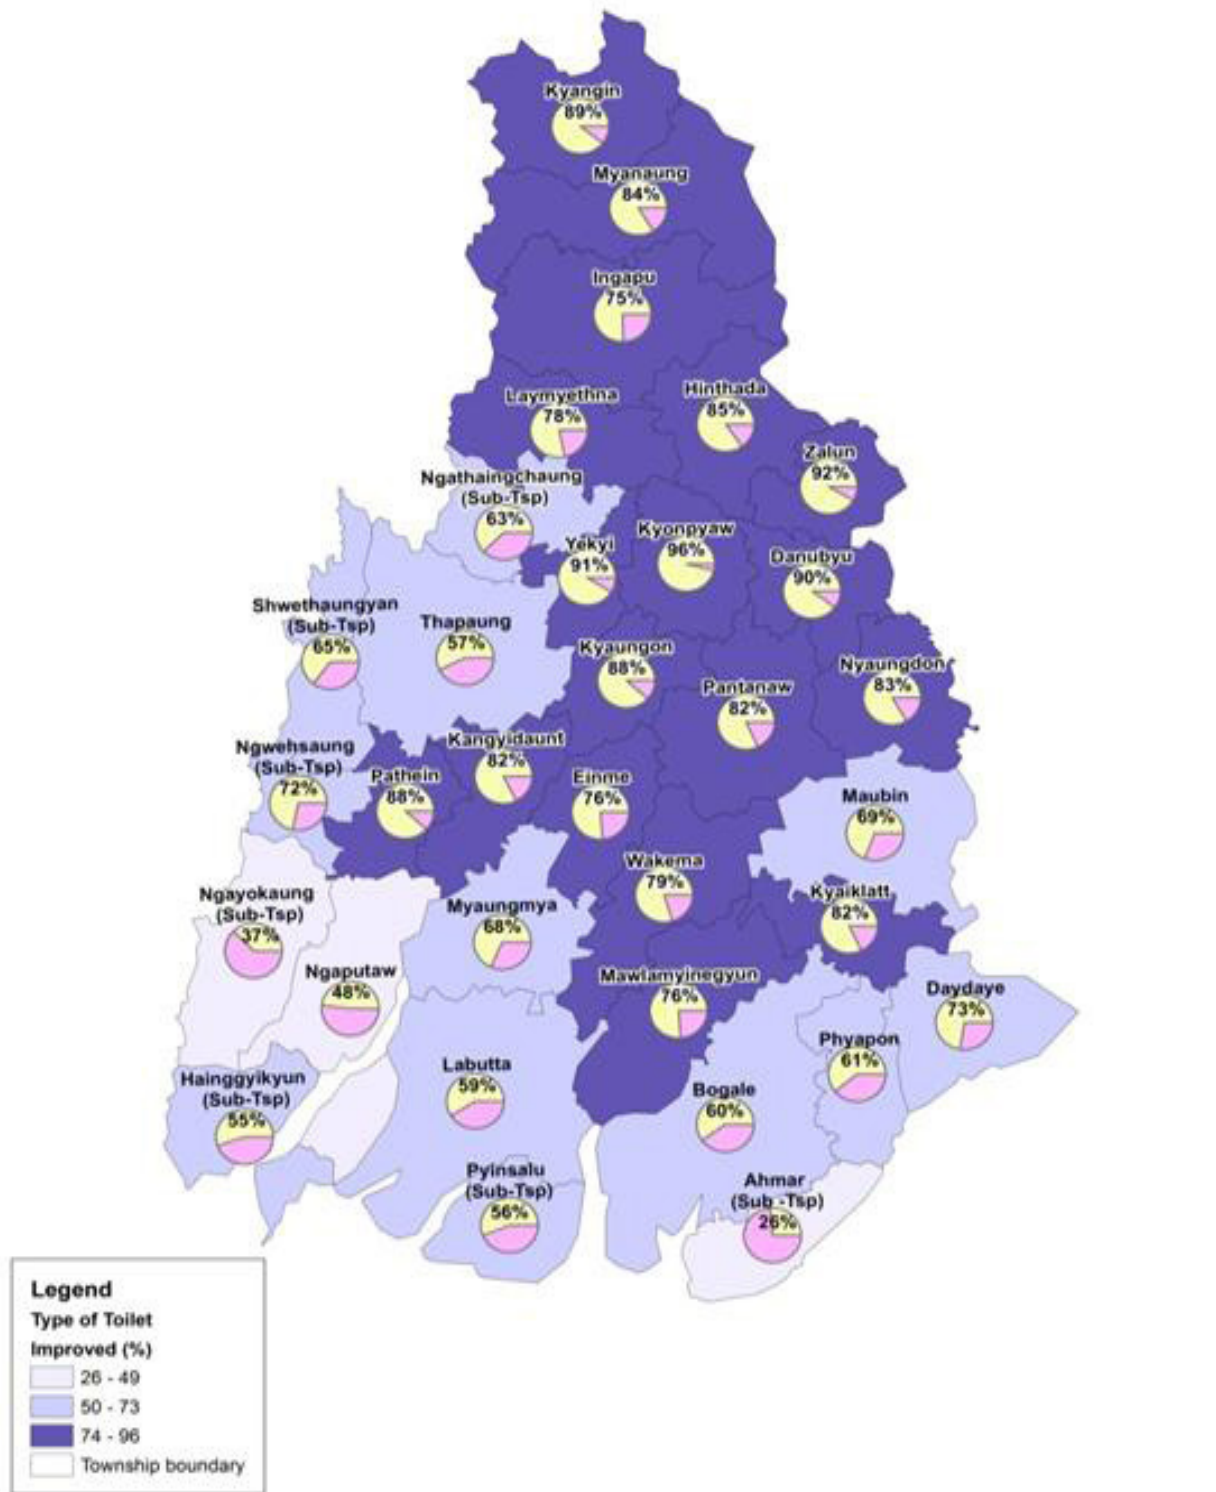 Kyangin
89%
Myanaung
84%
Ingapu
75%
Laymyethna
78%
Hinthada
85%
Zalun
92%
Ngathaingchaung
(Sub-Tsp)
63%
Yekyi
91%
Kyonpyaw
96%
Danubyu
90%
Shwethaungyan
(Sub-Tsp)
65%
Thapaung
57%
Kyaungon
88%
Pantanaw
82%
Nyaungdon
83%
Ngwehsaung
(Sub-Tsp)
72%
Pathein
88%
Kangyidaunt
82%
Einme
76%
Maubin
69%
Wakema
79%
Kyaiklatt
82%
Ngayokaung
(Sub-Tsp)
37%
Myaungmya
68%
Ngaputaw
48%
Mawlamyinegyun
76%
Daydaye
73%
Phyapon
61%
Hainggyikyun
(Sub-Tsp)
55%
Labutta
59%
Bogale
60%
Pyinsalu
(Sub-Tsp)
56%
Ahmar
(Sub -Tsp)
26%
Legend
Type of Toilet
Improved (%)
26 - 49
50 - 73
74 - 96
Township boundary